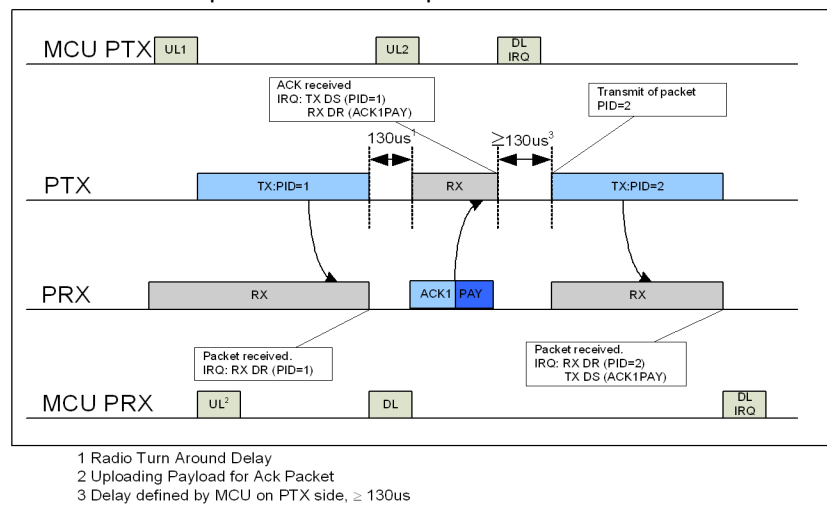 MCU PTX
UL1
UL2
DL
IRQ
ACK received
IRQ: TX DS (PID=1)
RX DR (ACK1PAY)
Transmit of packet
PID=2
130us1
≥130us3
PTX
TX:PID=1
RX
TX:PID=2
PRX
RX
ACK1 PAY
RX
Packet received.
IRQ: RX DR (PID=1)
Packet received.
IRQ: RX DR (PID=2)
TX DS (ACK1PAY)
MCU PRX
UL2
DL
DL
IRQ
1 Radio Turn Around Delay
2 Uploading Payload for Ack Packet
3 Delay defined by MCU on PTX side, ≥ 130us